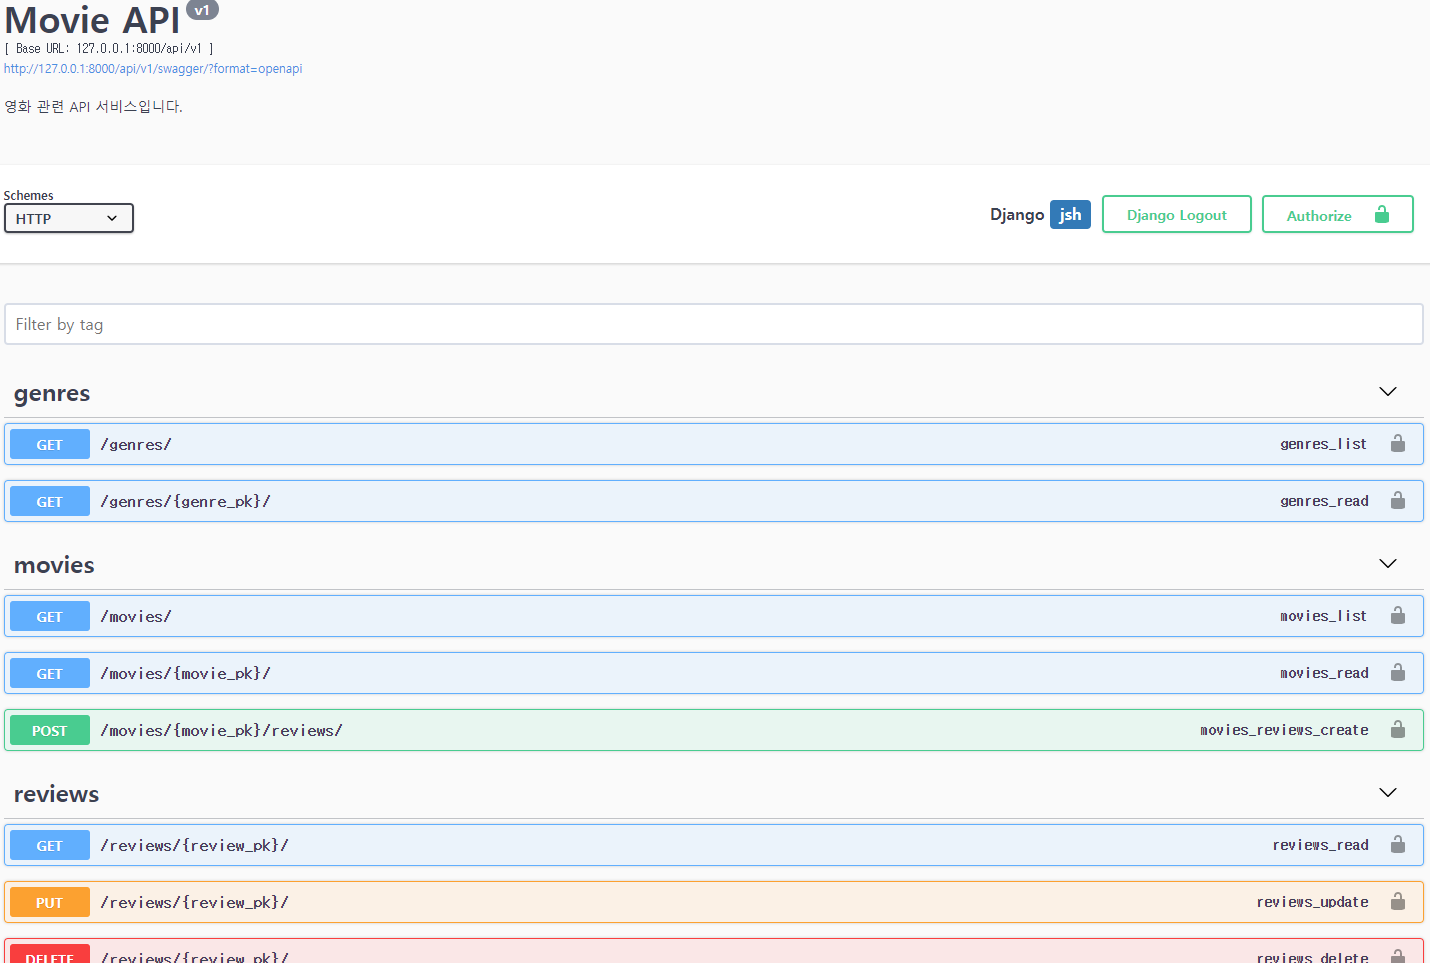 Movie API v1
[ Base URL: 127.0.0.1:8000/api/v1 ]
http://127.0.0.1:8000/api/v1/swagger/?format=openapi
영화 관련 API 서비스입니다.
Schemes
HTTP
Django jsh Django Logout Authorize
Filter by tag
genres
GET /genres/ genres_list
GET /genres/{genre_pk}/ genres_read
movies
GET /movies/ movies_list
GET /movies/{movie_pk}/ movies_read
POST /movies/{movie_pk}/reviews/ movies_reviews_create
reviews
GET /reviews/{review_pk}/ reviews_read
PUT /reviews/{review_pk}/ reviews_update
DELETE /reviews/{review_pk}/ reviews_delete